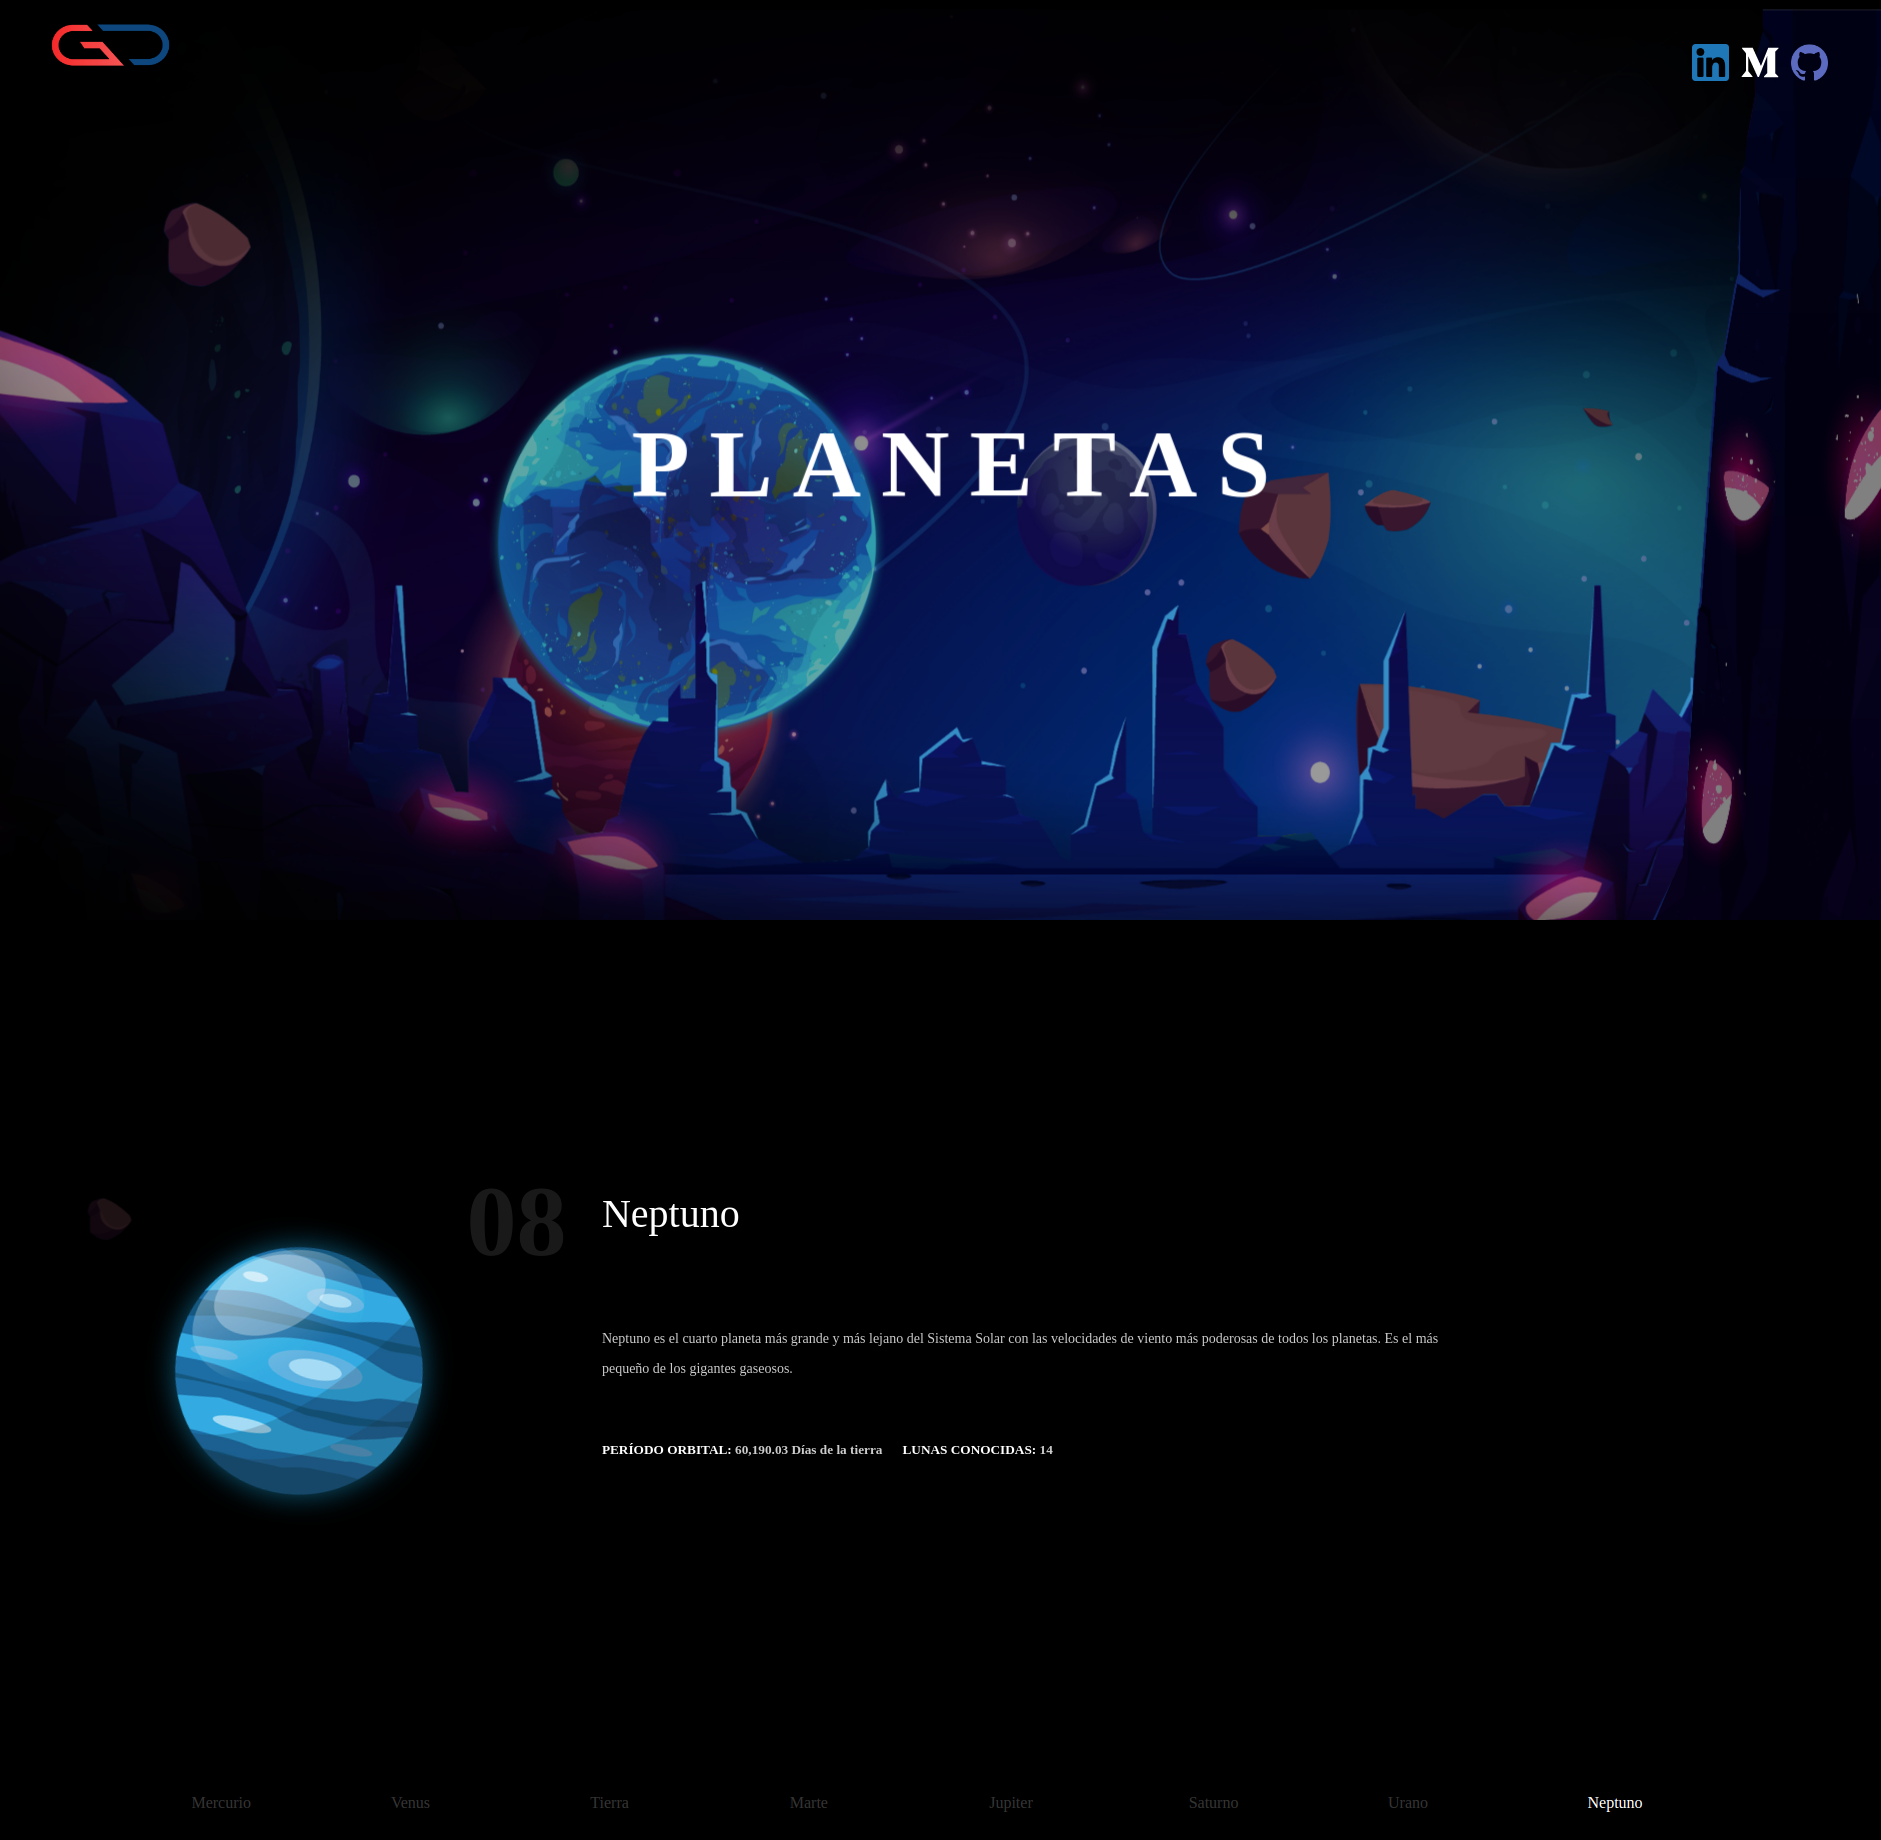 PLANETAS
08
Neptuno
Neptuno es el cuarto planeta más grande y más lejano del Sistema Solar con las velocidades de viento más poderosas de todos los planetas. Es el más
pequeño de los gigantes gaseosos.
PERÍODO ORBITAL: 60,190.03 Días de la tierra LUNAS CONOCIDAS: 14
Mercurio Venus Tierra Marte Jupiter Saturno Urano Neptuno